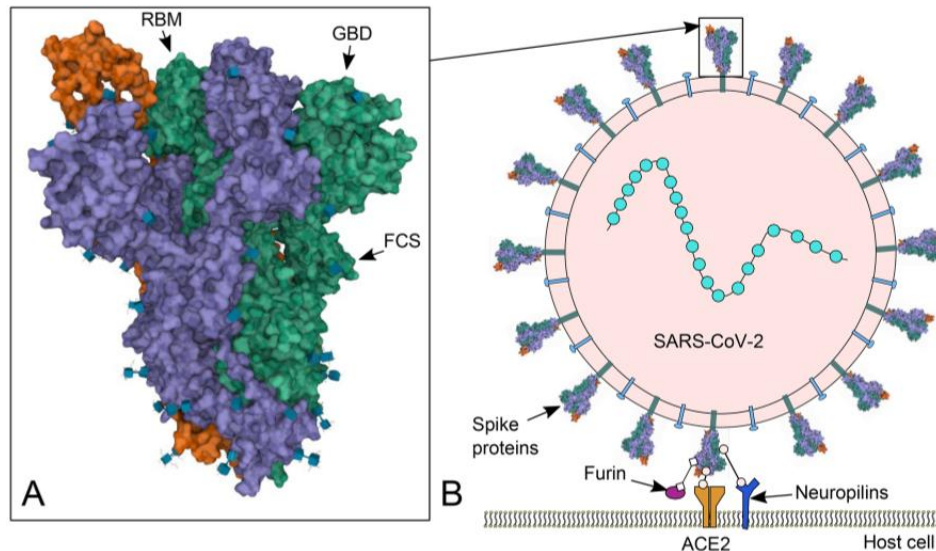 RBM
GBD
FCS
A
SARS-CoV-2
Spike
proteins
Furin
B
Neuropilins
ACE2
Host cell